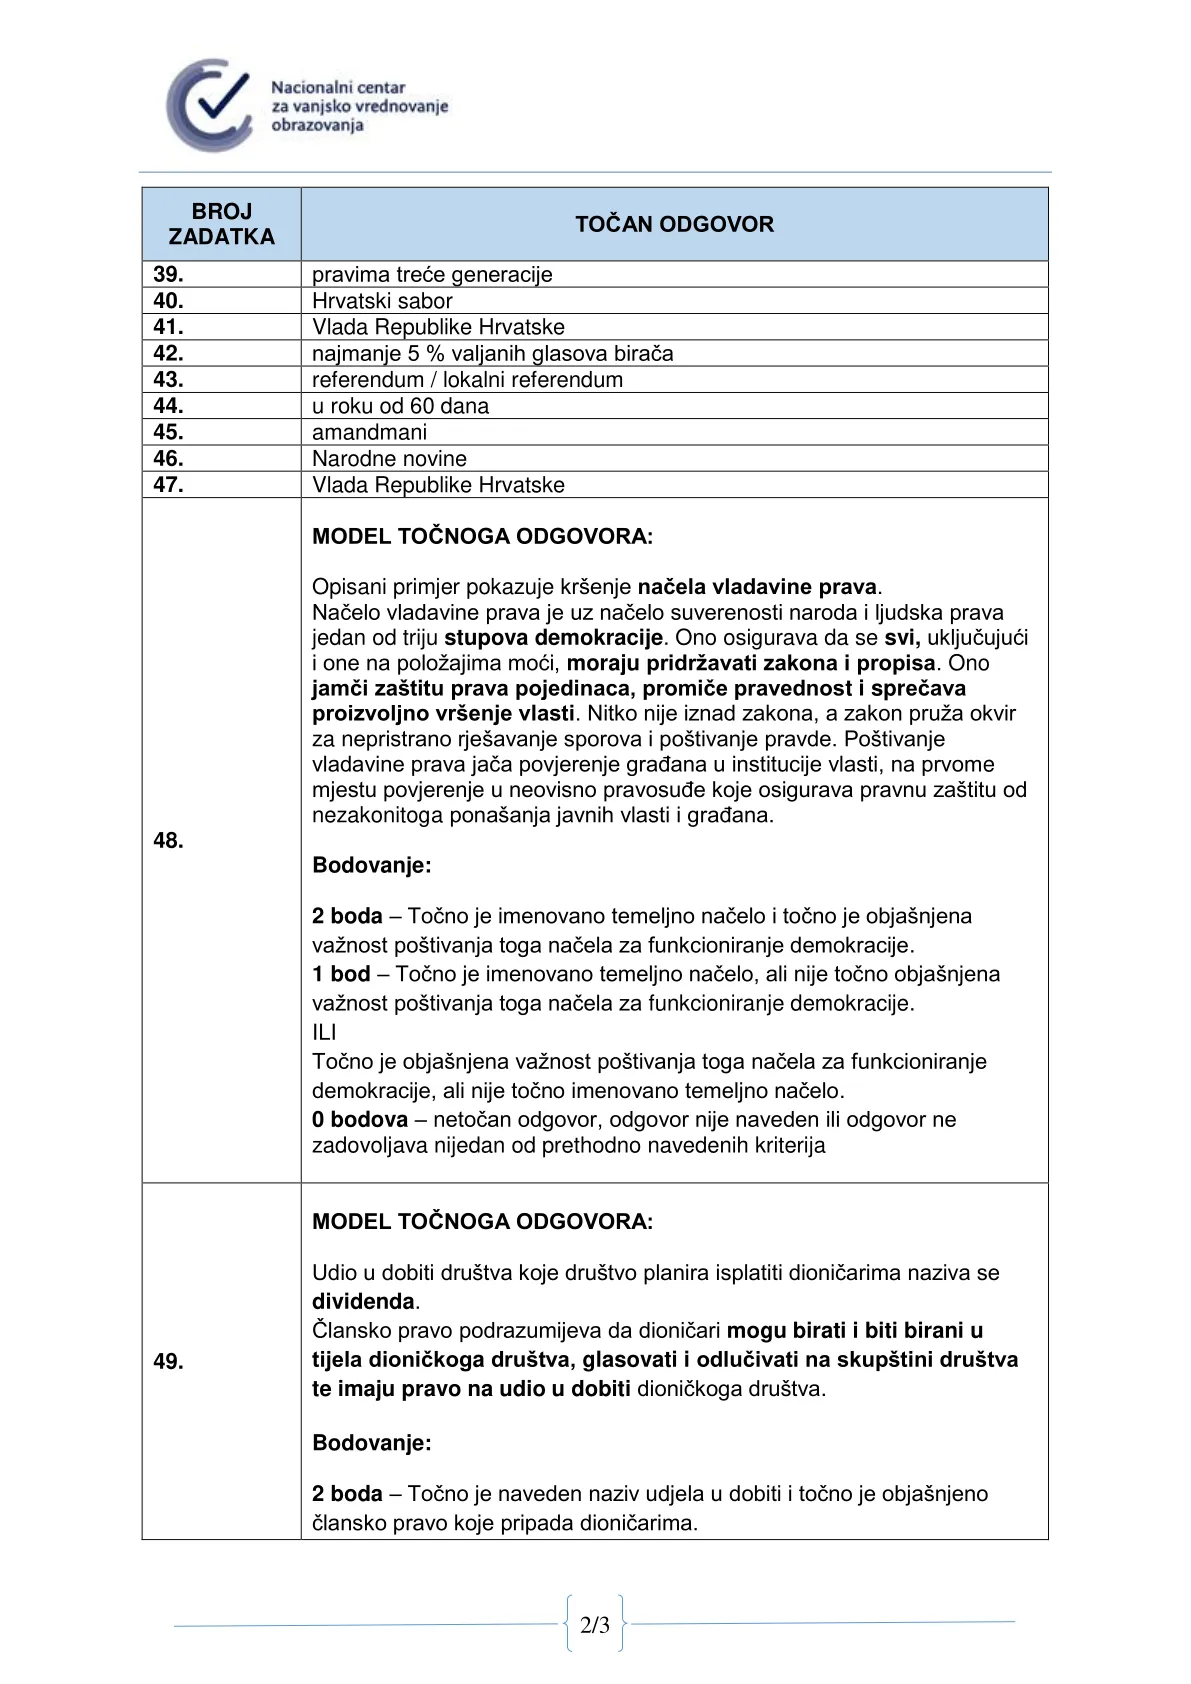 Nacionalni centar
za vanjsko vrednovanje
obrazovanja
BROJ
ZADATKA
TOČAN ODGOVOR
39. pravima treće generacije
40. Hrvatski sabor
41. Vlada Republike Hrvatske
42. najmanje 5 % valjanih glasova birača
43. referendum / lokalni referendum
44. u roku od 60 dana
45. amandmani
46. Narodne novine
47. Vlada Republike Hrvatske
48.
MODEL TOČNOGA ODGOVORA:
Opisani primjer pokazuje kršenje načela vladavine prava.
Načelo vladavine prava je uz načelo suverenosti naroda i ljudska prava
jedan od triju stupova demokracije. Ono osigurava da se svi, uključujući
i one na položajima moći, moraju pridržavati zakona i propisa. Ono
jamči zaštitu prava pojedinaca, promiče pravednost i sprečava
proizvoljno vršenje vlasti. Nitko nije iznad zakona, a zakon pruža okvir
za nepristrano rješavanje sporova i poštivanje pravde. Poštivanje
vladavine prava jača povjerenje građana u institucije vlasti, na prvome
mjestu povjerenje u neovisno pravosuđe koje osigurava pravnu zaštitu od
nezakonitoga ponašanja javnih vlasti i građana.
Bodovanje:
2 boda – Točno je imenovano temeljno načelo i točno je objašnjena
važnost poštivanja toga načela za funkcioniranje demokracije.
1 bod – Točno je imenovano temeljno načelo, ali nije točno objašnjena
važnost poštivanja toga načela za funkcioniranje demokracije.
ILI
Točno je objašnjena važnost poštivanja toga načela za funkcioniranje
demokracije, ali nije točno imenovano temeljno načelo.
0 bodova – netočan odgovor, odgovor nije naveden ili odgovor ne
zadovoljava nijedan od prethodno navedenih kriterija
49.
MODEL TOČNOGA ODGOVORA:
Udio u dobiti društva koje društvo planira isplatiti dioničarima naziva se
dividenda.
Člansko pravo podrazumijeva da dioničari mogu birati i biti birani u
tijela dioničkoga društva, glasovati i odlučivati na skupštini društva
te imaju pravo na udio u dobiti dioničkoga društva.
Bodovanje:
2 boda – Točno je naveden naziv udjela u dobiti i točno je objašnjeno
člansko pravo koje pripada dioničarima.
2/3